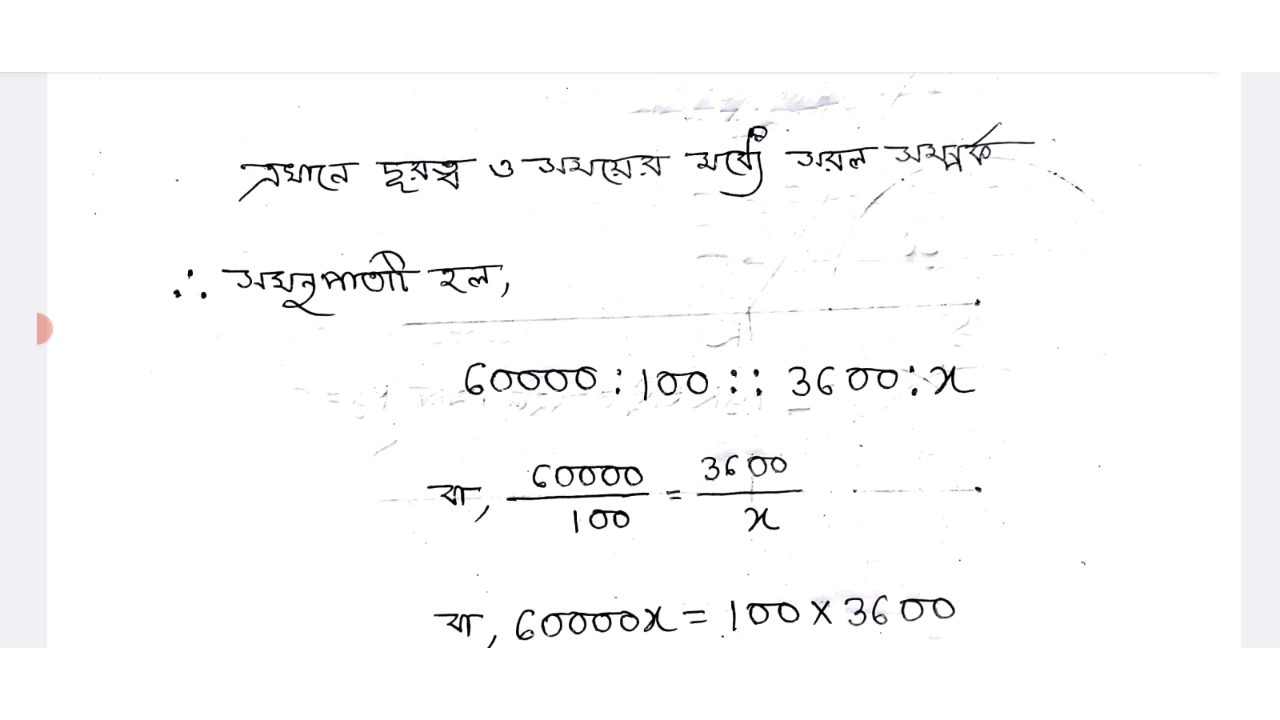 এখানে দূরত্ব ও সময়ের মধ্যে সরল সম্পর্ক
∴ সমানুপাতী হল,
60000 : 100 :: 3600 : x
বা, 60000/100 = 3600/x
বা, 60000x = 100 × 3600